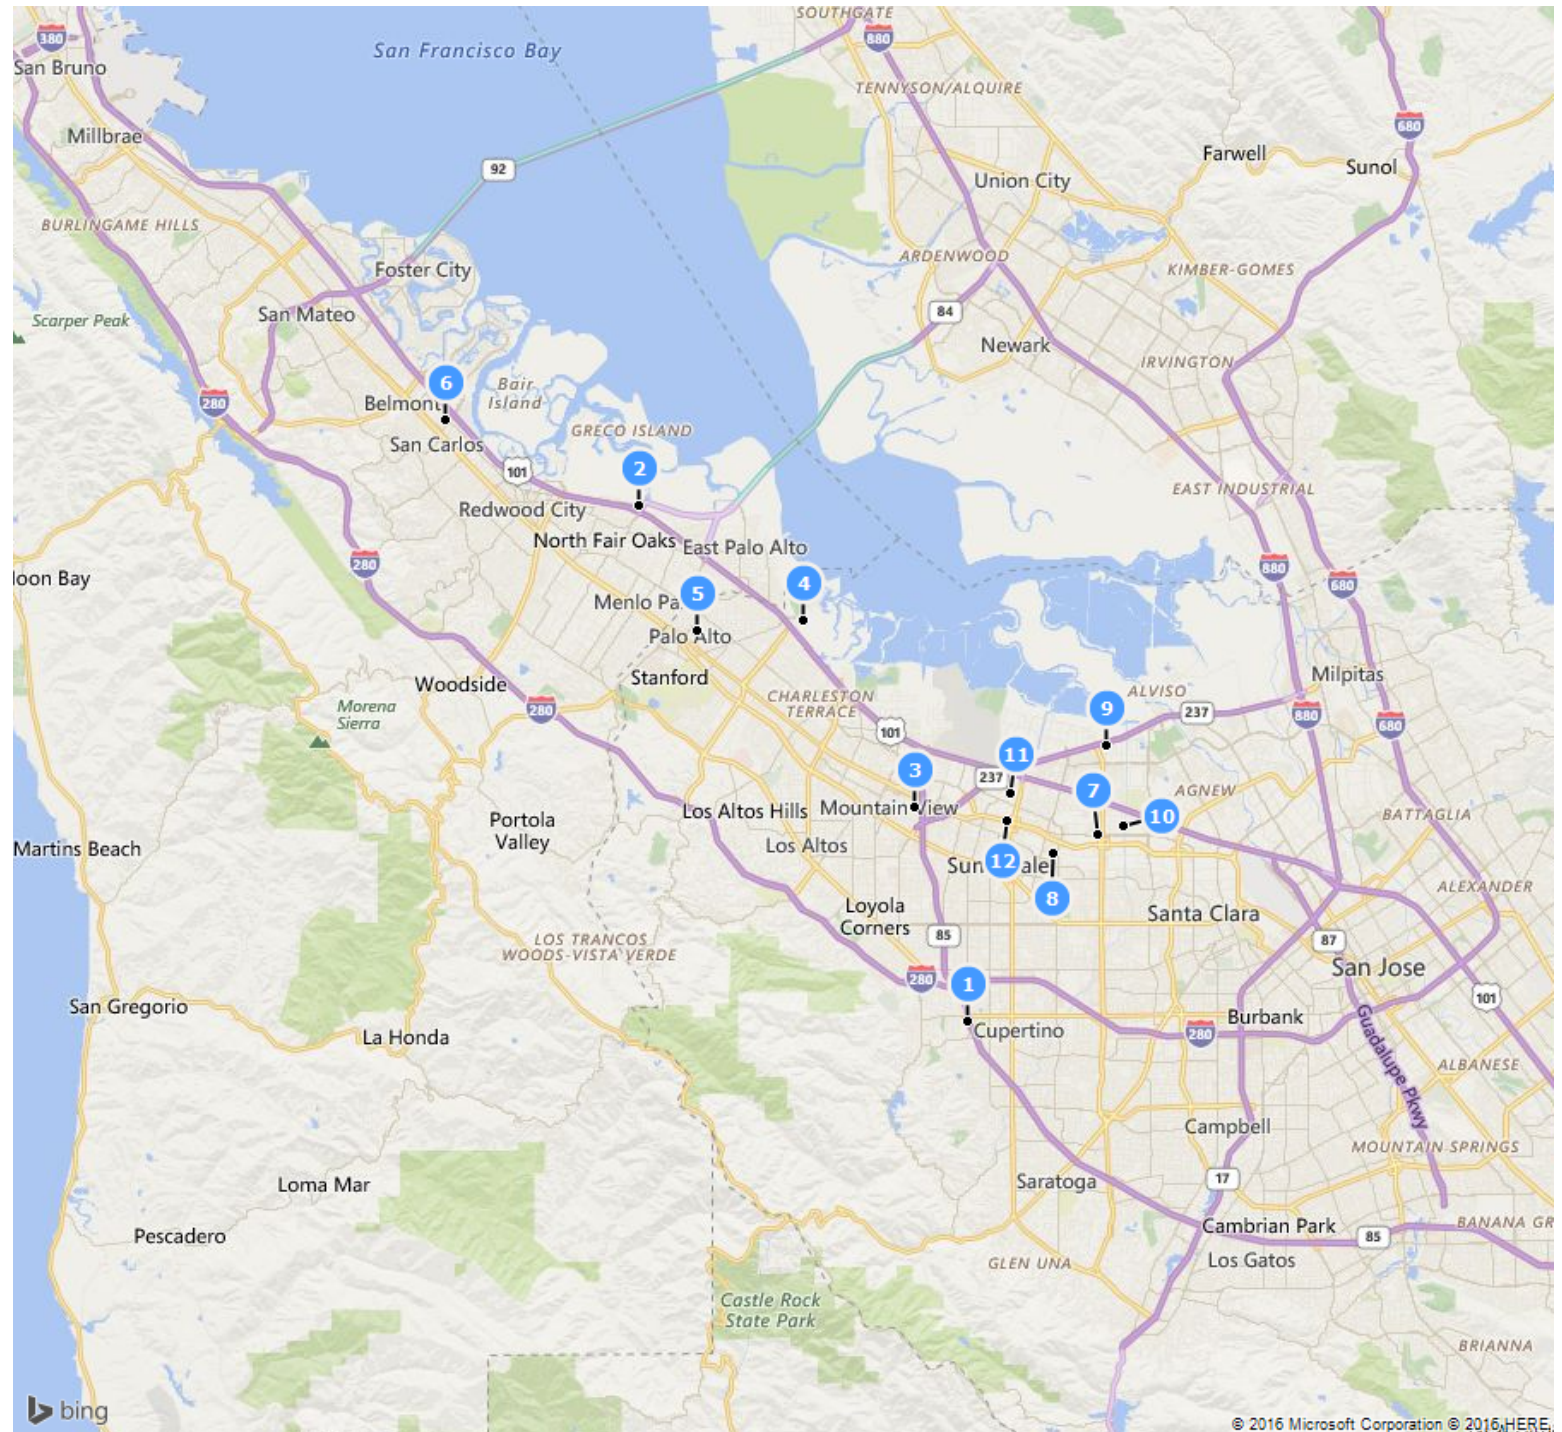 SOUTHGATE
380
880
San Francisco Bay
San Bruno
TENNYSON/ALQUIRE
680
Millbrae
Farwell
Sunol
92
Union City
BURLINGAME HILLS
ARDENWOOD
Foster City
KIMBER-GOMES
San Mateo
84
Scarper Peak
Newark
IRVINGTON
6
Bair
Island
280
Belmont
GRECO ISLAND
San Carlos
2
101
EAST INDUSTRIAL
Redwood City
North Fair Oaks
East Palo Alto
280
880
oon Bay
4
680
5
Menlo Pa
Palo Alto
Stanford
Milpitas
Woodside
CHARLESTON
TERRACE
ALVISO
Morena
Sierra
280
9
237
880
101
680
11
3
237
7
AGNEW
Los Altos Hills
Mountain View
10
Portola
Valley
BATTAGLIA
Martins Beach
Los Altos
12
Sun
ale
ALEXANDER
8
Loyola
Corners
Santa Clara
85
87
LOS TRANCOS
WOODS-VISTA VERDE
San Jose
280
1
101
San Gregorio
Cupertino
Burbank
280
La Honda
Guadalupe Pkwy
ALBANESE
Campbell
MOUNTAIN SPRINGS
Loma Mar
Saratoga
17
Pescadero
Cambrian Park
BANANA GR
85
GLEN UNA
Los Gatos
Castle Rock
State Park
BRIANNA
bing
© 2016 Microsoft Corporation © 2016 HERE